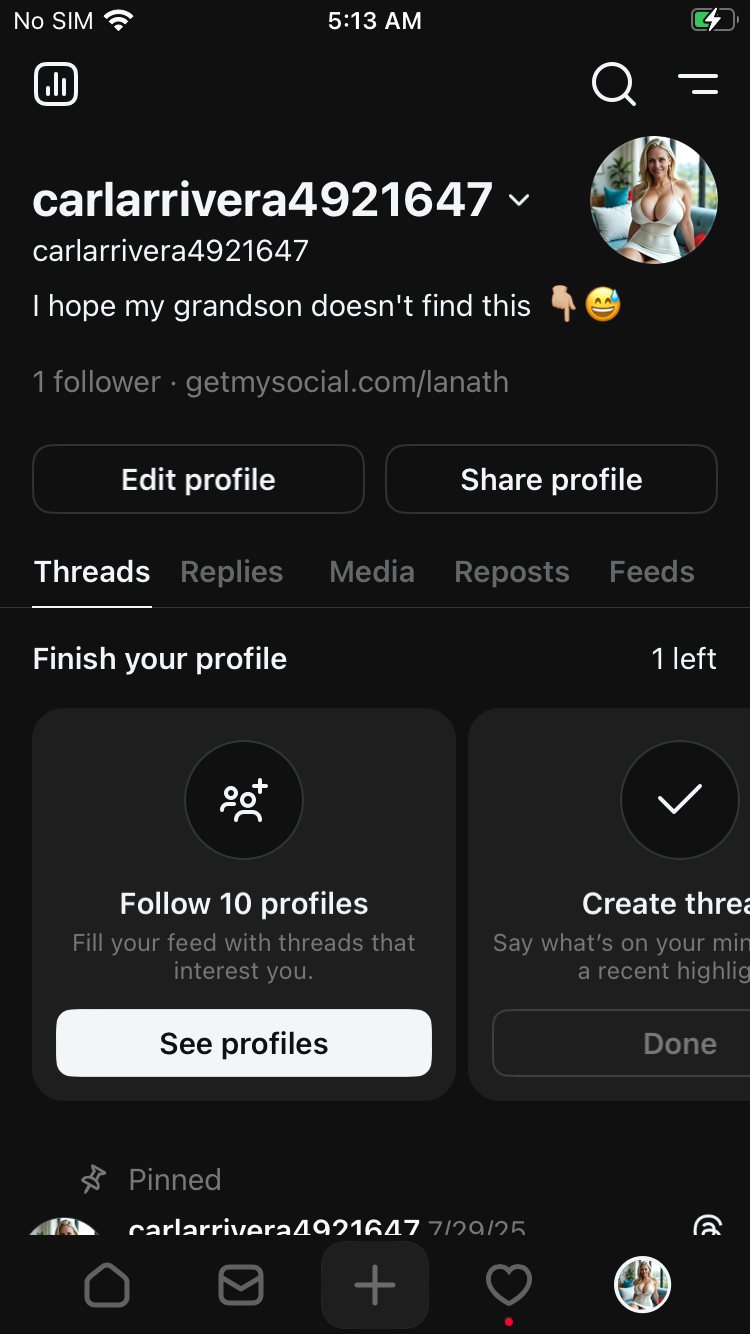 No SIM 5:13 AM
carlarrivera4921647
carlarrivera4921647
I hope my grandson doesn't find this 👇🏼😅
1 follower · getmysocial.com/lanath
Edit profile Share profile
Threads Replies Media Reposts Feeds
Finish your profile 1 left
Follow 10 profiles
Fill your feed with threads that
interest you.
See profiles
Create threa
Say what's on your min
a recent highlig
Done
Pinned
carlarrivera4921647 7/29/25